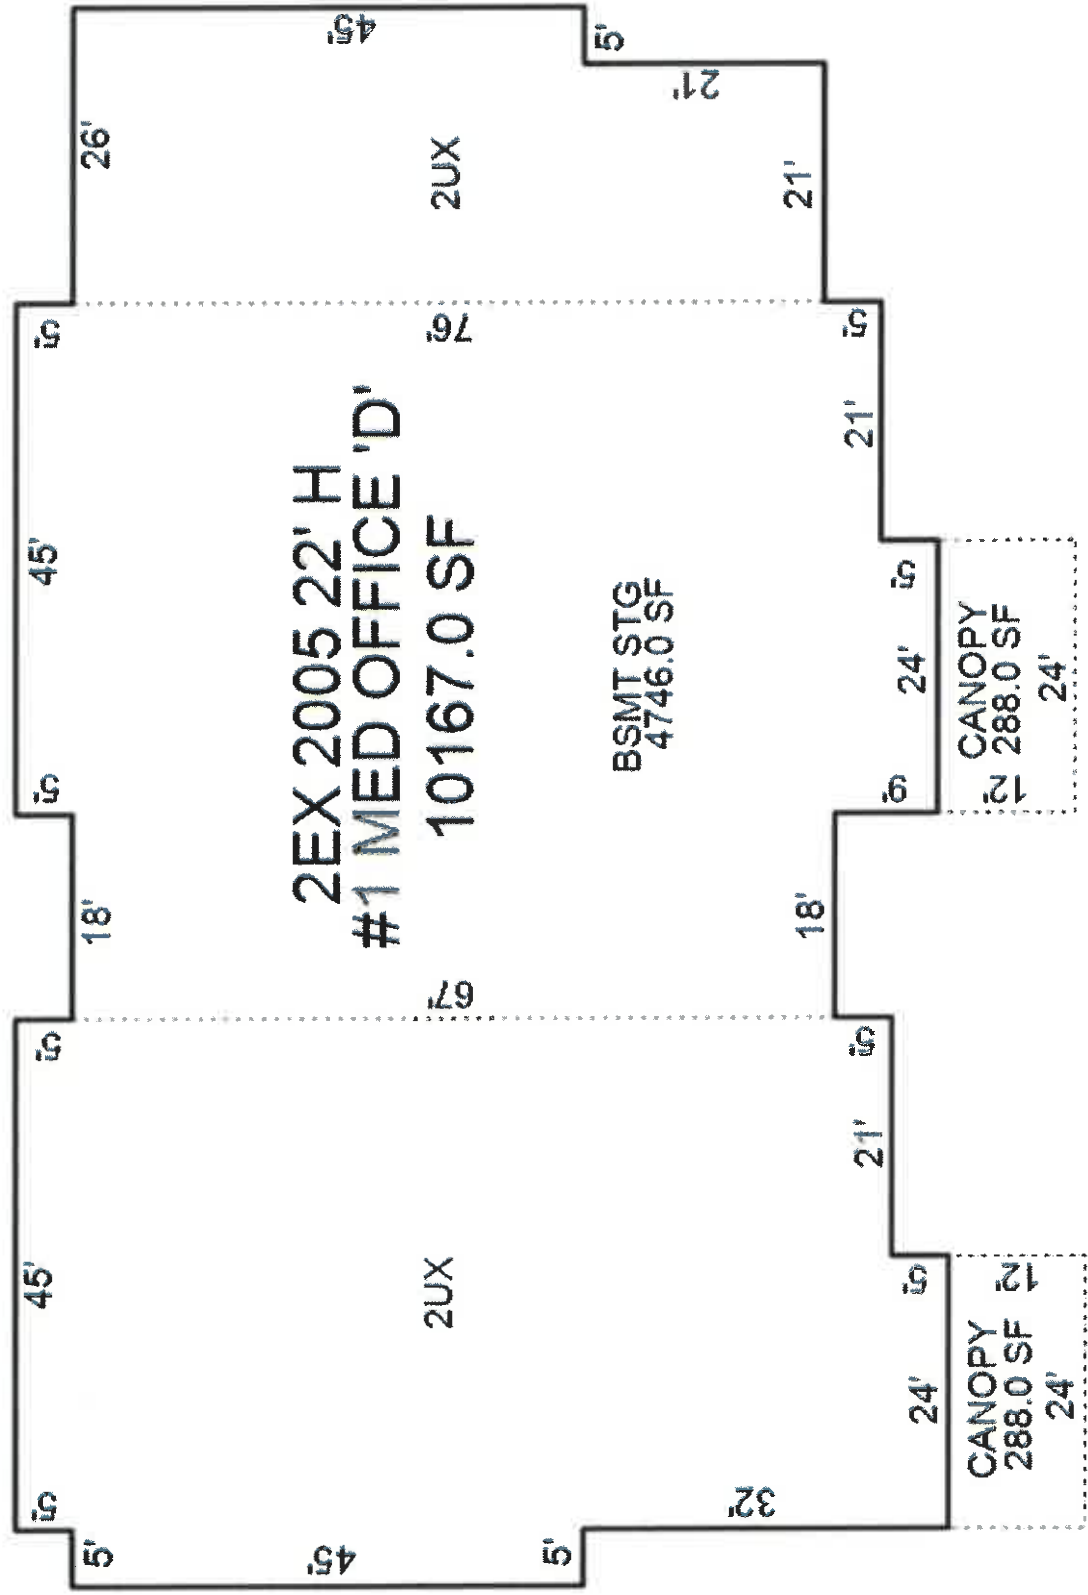 5'
45'
5'
5'
45'
5'
5'
18'
26'
45'
2EX 2005 22' H
45'
#1 MED OFFICE 'D'
2UX
67'
10167.0 SF
76'
2UX
5'
5'
BSMT STG
4746.0 SF
32'
21'
5'
21'
18'
21'
5'
21'
5'
24'
9'
24'
5'
CANOPY
288.0 SF
24'
12'
CANOPY
288.0 SF
24'
12'